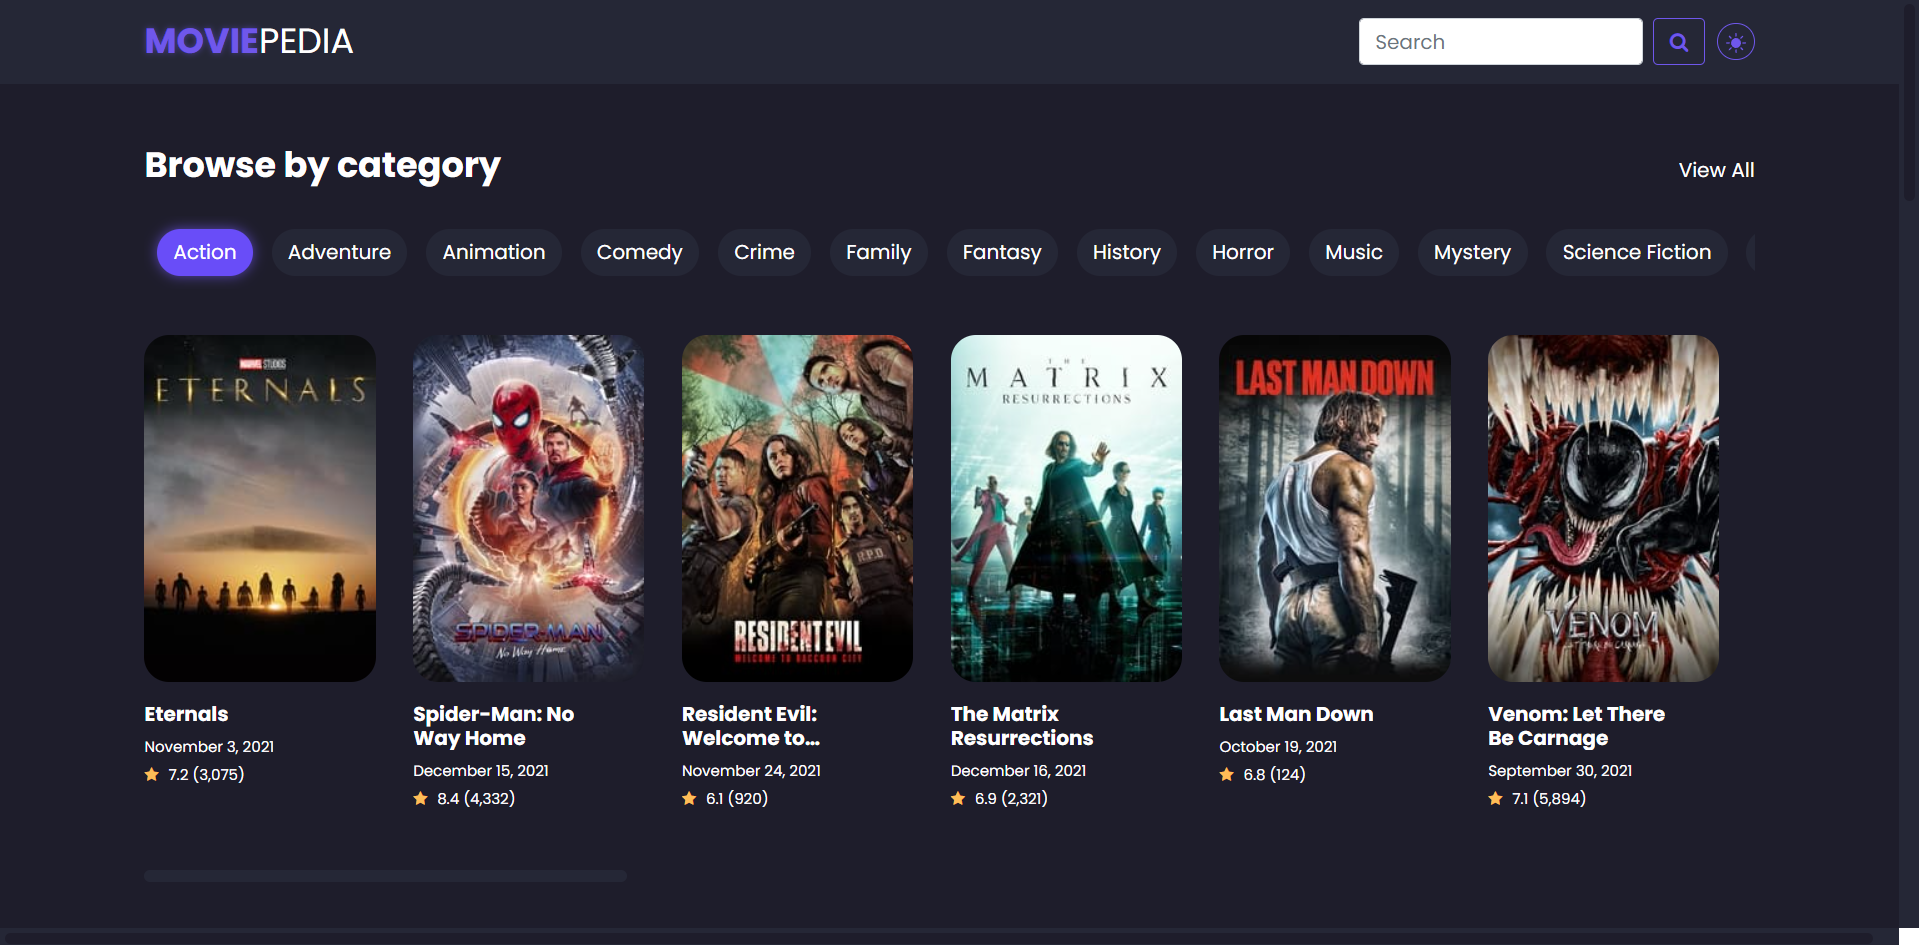 MOVIEPEDIA
Search
Browse by category
View All
Action
Adventure
Animation
Comedy
Crime
Family
Fantasy
History
Horror
Music
Mystery
Science Fiction
MARVEL STUDIOS
ETERNALS
SPIDER-MAN
No Way Home
R.P.D.
RESIDENT EVIL
WELCOME TO RACCOON CITY
THE
MATRIX
RESURRECTIONS
LAST MAN DOWN
VENOM
LET THERE BE CARNAGE
Eternals
November 3, 2021
7.2 (3,075)
Spider-Man: No
Way Home
December 15, 2021
8.4 (4,332)
Resident Evil:
Welcome to...
November 24, 2021
6.1 (920)
The Matrix
Resurrections
December 16, 2021
6.9 (2,321)
Last Man Down
October 19, 2021
6.8 (124)
Venom: Let There
Be Carnage
September 30, 2021
7.1 (5,894)